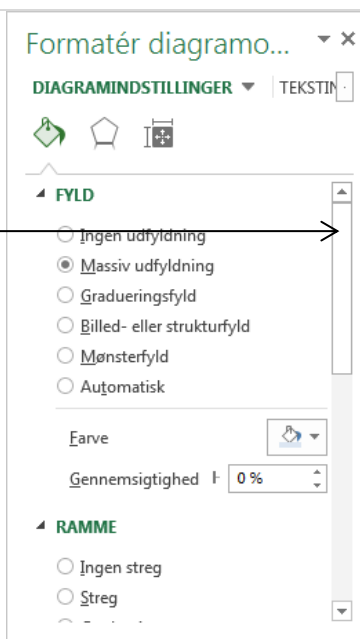 Formatér diagramo...
DIAGRAMINDSTILLINGER TEKSTIN
FYLD
Ingen udfyldning
Massiv udfyldning
Gradueringsfyld
Billed- eller strukturfyld
Mønsterfyld
Automatisk
Farve
Gennemsigtighed 0 %
RAMME
Ingen streg
Streg